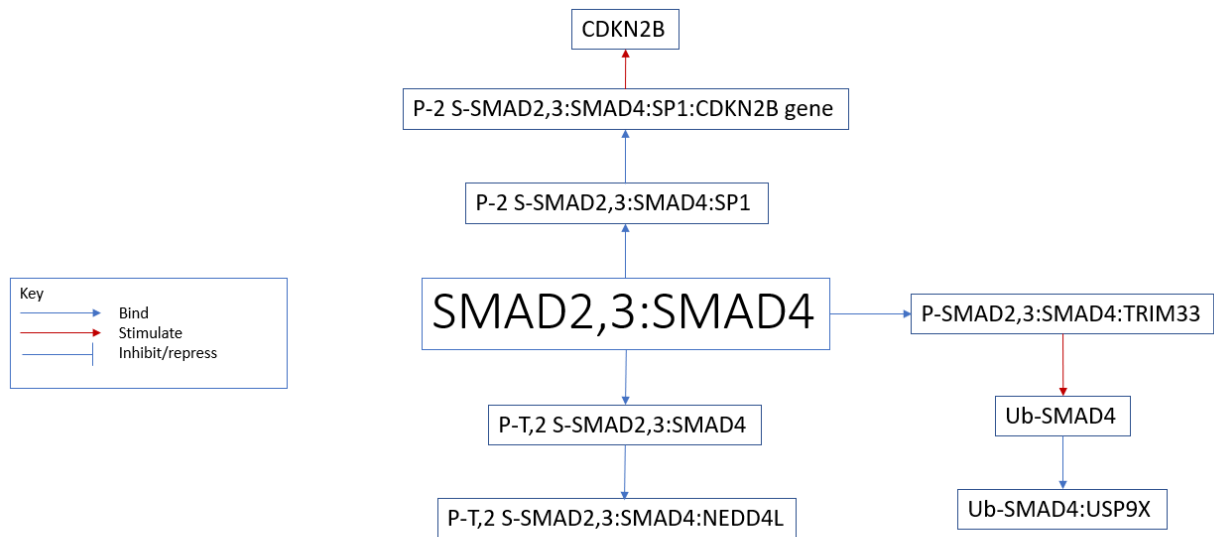 CDKN2B
P-2 S-SMAD2,3:SMAD4:SP1:CDKN2B gene
P-2 S-SMAD2,3:SMAD4:SP1
Key
Bind
Stimulate
Inhibit/repress
SMAD2,3:SMAD4
P-SMAD2,3:SMAD4:TRIM33
P-T,2 S-SMAD2,3:SMAD4
Ub-SMAD4
P-T,2 S-SMAD2,3:SMAD4:NEDD4L
Ub-SMAD4:USP9X